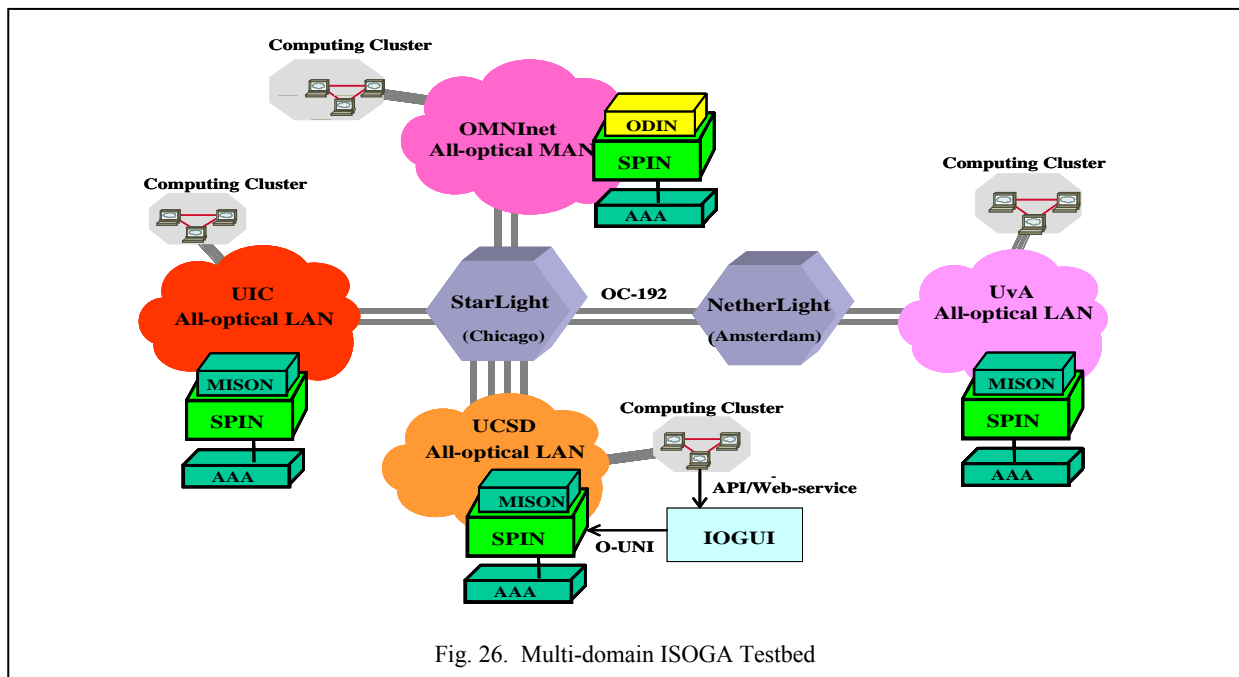 Computing Cluster
OMNInet
All-optical MAN
ODIN
SPIN
AAA
Computing Cluster
Computing Cluster
UIC
All-optical LAN
MISON
SPIN
AAA
StarLight
(Chicago)
OC-192
NetherLight
(Amsterdam)
UvA
All-optical LAN
MISON
SPIN
AAA
UCSD
All-optical LAN
MISON
SPIN
AAA
Computing Cluster
API/Web-service
O-UNI
IOGUI
Fig. 26. Multi-domain ISOGA Testbed